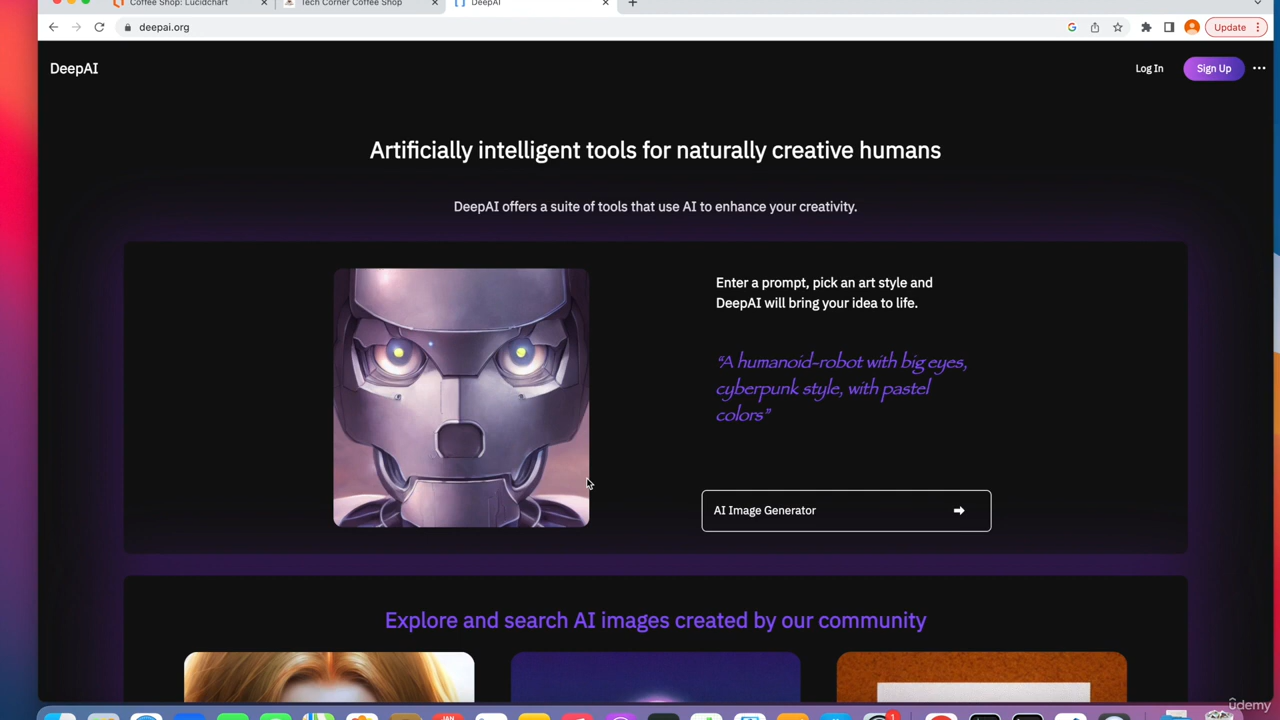 Coffee Shop: Lucidchart
Tech Corner Coffee Shop
DeepAI
deepai.org
Update
DeepAI
Log In
Sign Up
Artificially intelligent tools for naturally creative humans
DeepAI offers a suite of tools that use AI to enhance your creativity.
Enter a prompt, pick an art style and
DeepAI will bring your idea to life.
“A humanoid-robot with big eyes,
cyberpunk style, with pastel
colors”
AI Image Generator
Explore and search AI images created by our community
JAN
1
ûdemy